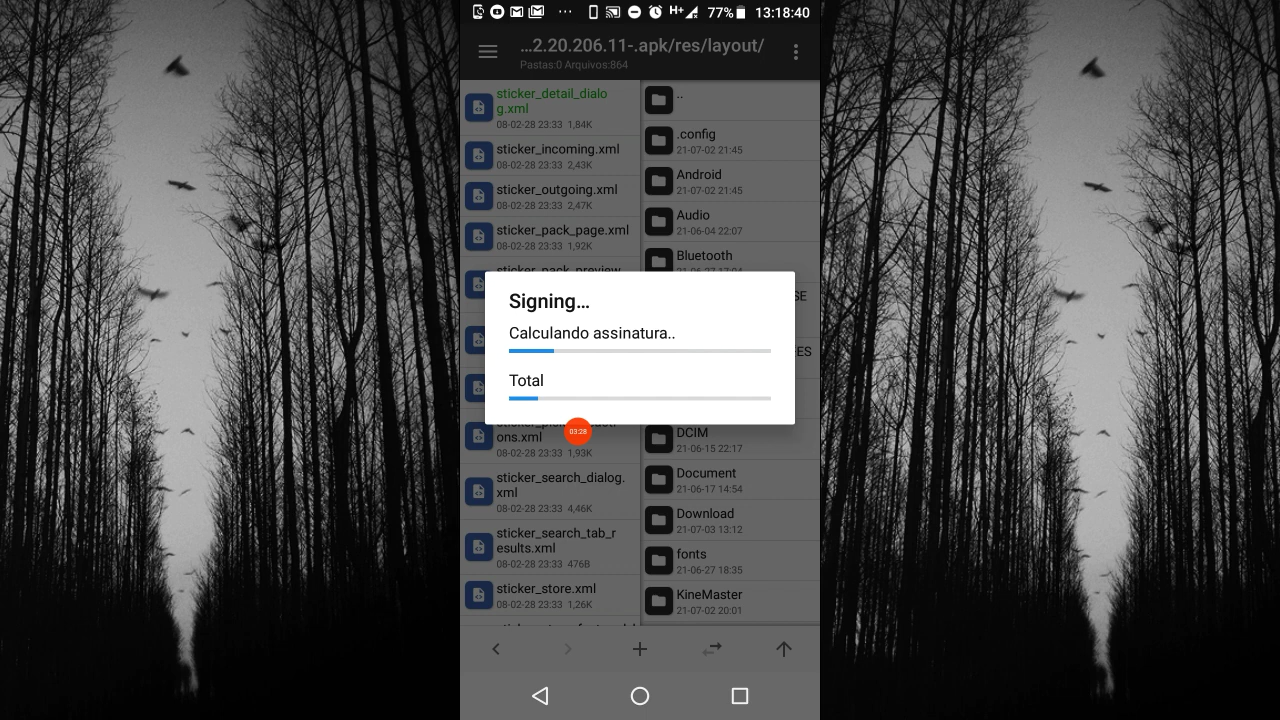 77% 13:18:40
...2.20.206.11-.apk/res/layout/
Pastas:0 Arquivos:864
sticker_detail_dialo
g.xml
08-02-28 23:33 1,84K
sticker_incoming.xml
08-02-28 23:33 2,43K
sticker_outgoing.xml
08-02-28 23:33 2,47K
sticker_pack_page.xml
08-02-28 23:33 1,92K
ons.xml
08-02-28 23:33 1,93K
sticker_search_dialog.
xml
08-02-28 23:33 4,46K
sticker_search_tab_r
esults.xml
08-02-28 23:33 476B
sticker_store.xml
08-02-28 23:33 1,26K
..
.config
21-07-02 21:45
Android
21-07-02 21:45
Audio
21-06-04 22:07
Bluetooth
SE
ES
DCIM
21-06-15 22:17
Document
21-06-17 14:54
Download
21-07-03 13:12
fonts
21-06-27 18:35
KineMaster
21-07-02 20:01
Signing...
Calculando assinatura..
Total
03:28